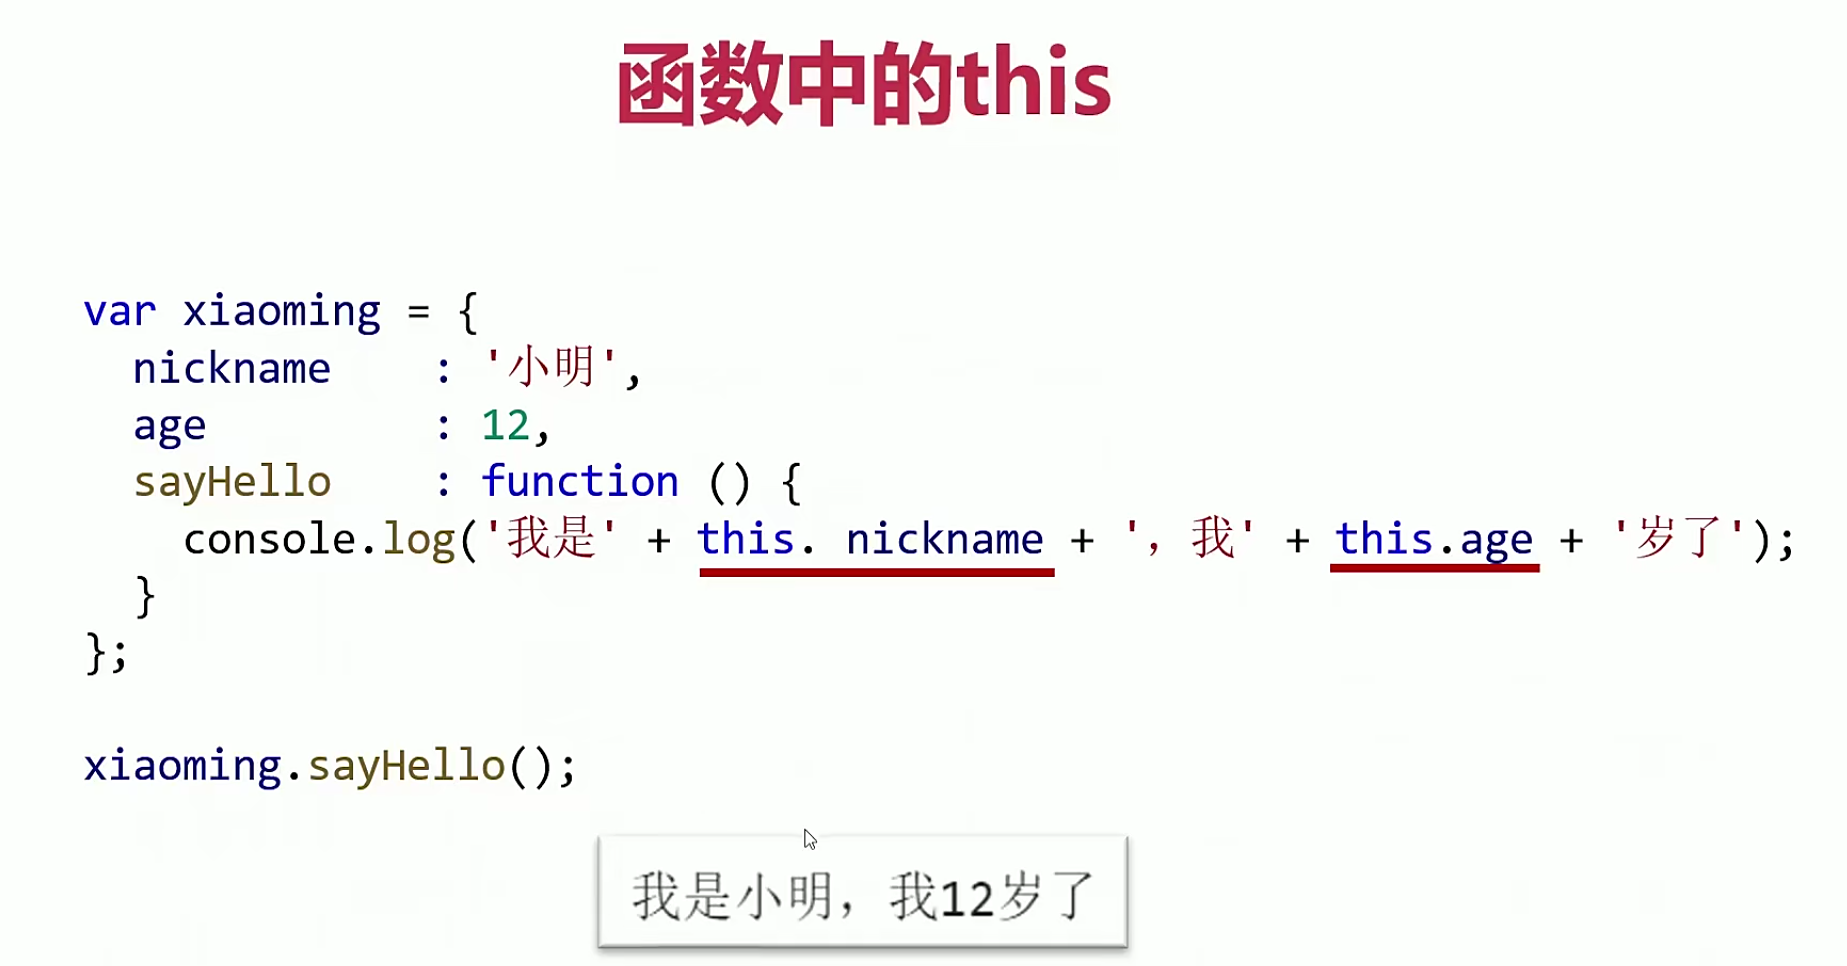 函数中的this
var xiaoming = {
  nickname    : '小明',
  age         : 12,
  sayHello    : function () {
    console.log('我是' + this. nickname + '，我' + this.age + '岁了');
  }
};
xiaoming.sayHello();
我是小明，我12岁了